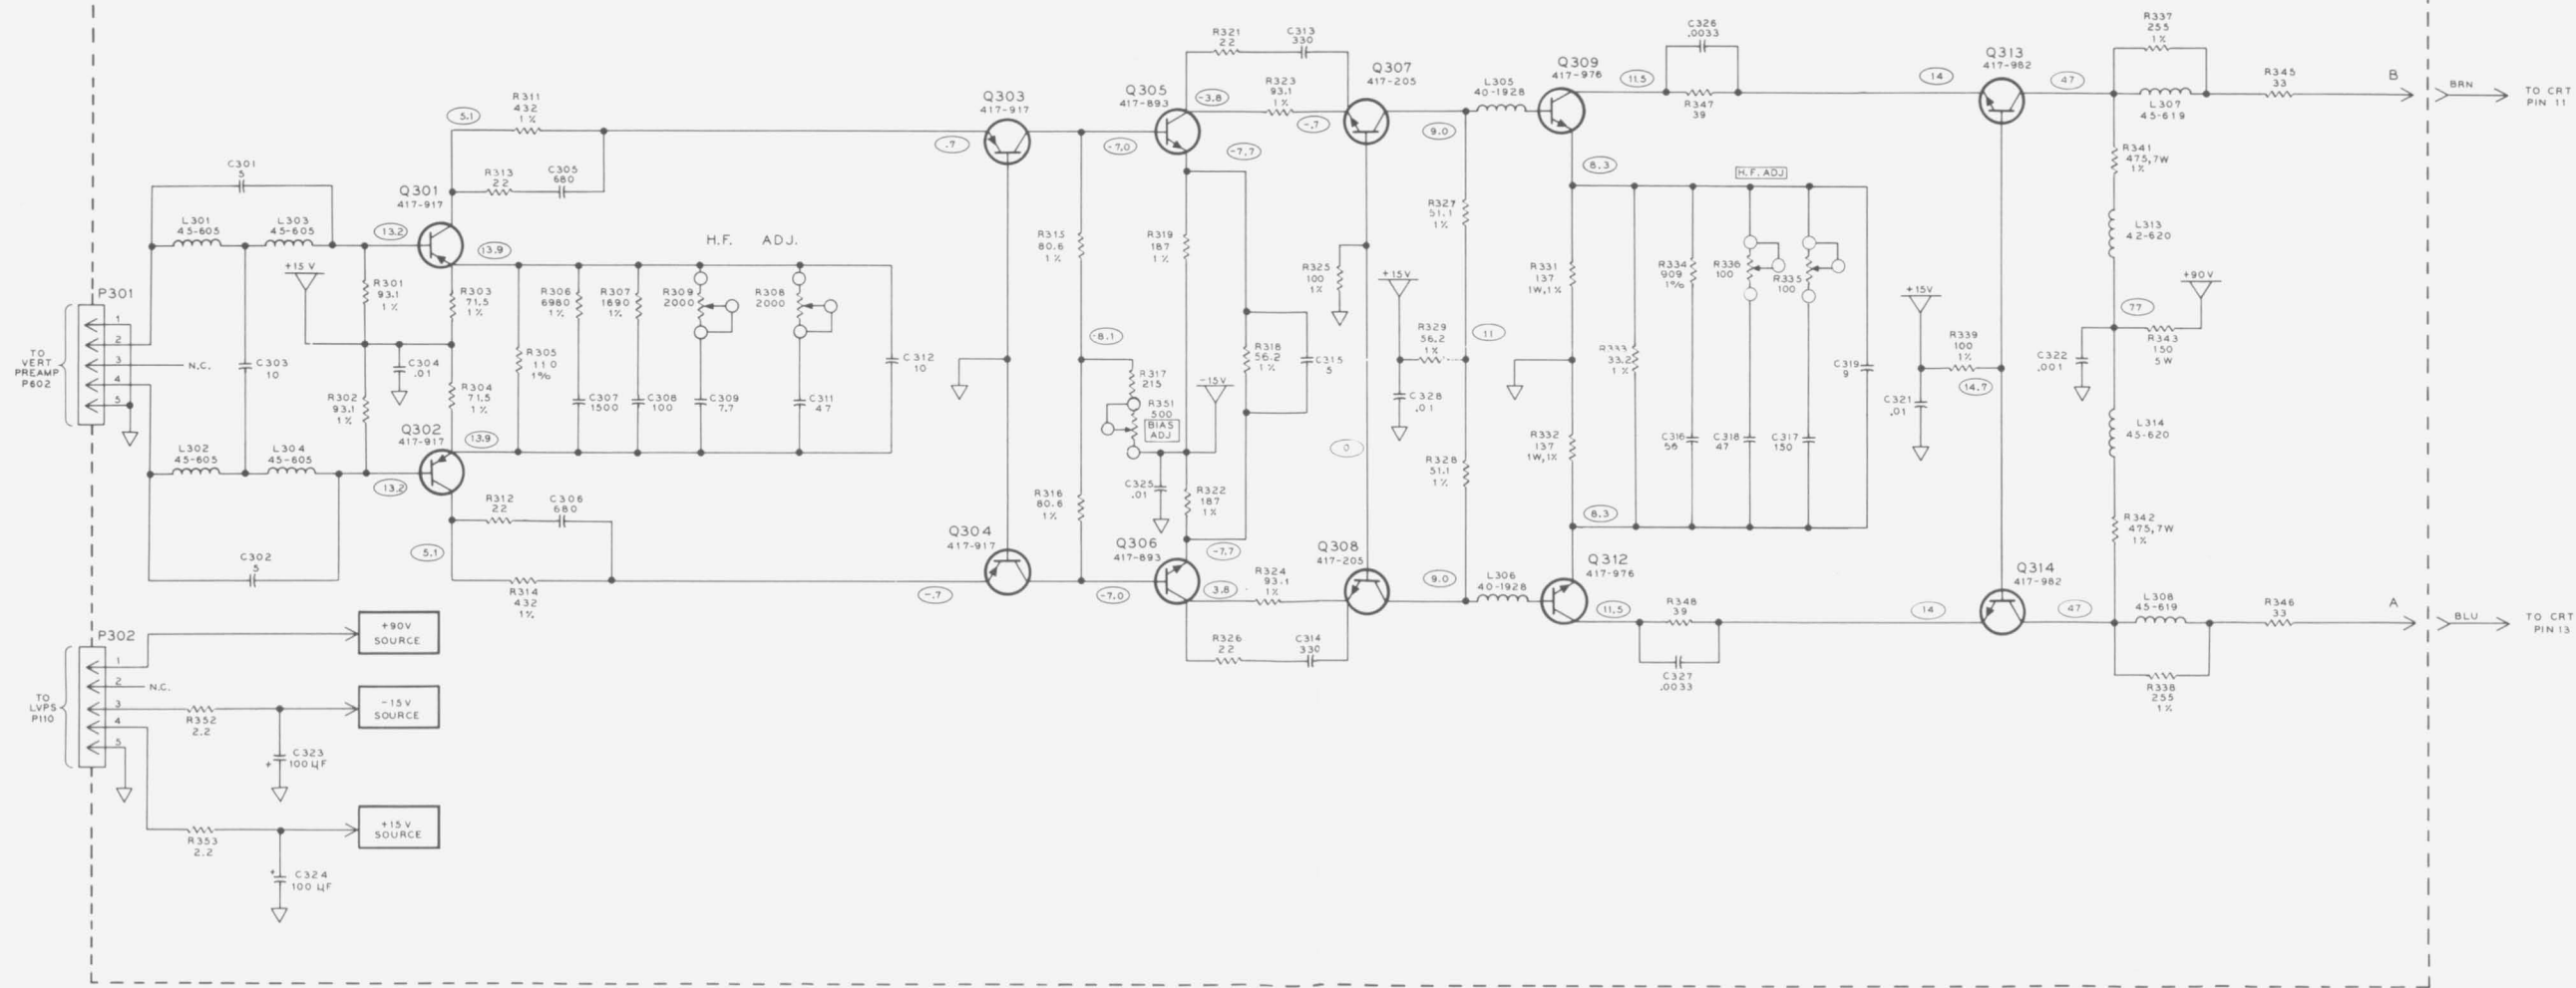 R337
255
1%
R321
22
C313
330
C326
.0033
Q307
417-205
Q309
417-976
11.5
14
Q313
417-982
47
B
BRN
TO CRT
PIN 11
R345
33
L307
45-619
R347
39
L305
40-1928
9.0
R323
93.1
1%
-3.8
-.7
-7.7
Q305
417-893
-7.0
Q303
417-917
.7
R311
432
1%
5.1
R313
22
C305
680
C301
5
L301
45-605
L303
45-605
Q301
417-917
13.2
13.9
H.F. ADJ.
8.3
H.F. ADJ
R341
475,7W
1%
L313
42-620
+90V
77
R343
150
5W
C322
.001
L314
45-620
R342
475,7W
1%
+15V
R301
93.1
1%
R303
71.5
1%
R305
110
1%
R306
6980
1%
R307
1690
1%
R309
2000
R308
2000
C312
10
R315
80.6
1%
R319
187
1%
R325
100
1%
+15V
R327
51.1
1%
R331
137
1W,1%
R334
909
1%
R336
100
R335
100
+15V
R339
100
1%
14.7
C321
.01
P301
1
2
3
4
5
N.C.
TO
VERT
PREAMP
P602
C303
10
C304
.01
R302
93.1
1%
R304
71.5
1%
C307
1500
C308
100
C309
7.7
C311
47
-8.1
R317
215
R351
500
BIAS
ADJ
-15V
R318
56.2
1%
C315
5
R329
56.2
1%
11
C328
.01
R333
33.2
1%
C319
9
C316
56
C318
47
C317
150
R332
137
1W,1%
R328
51.1
1%
0
C325
.01
R322
187
1%
R316
80.6
1%
Q302
417-917
13.9
13.2
L302
45-605
L304
45-605
C302
5
R312
22
C306
680
5.1
R314
432
1%
-.7
Q304
417-917
-7.0
Q306
417-893
-7.7
3.8
R324
93.1
1%
R326
22
C314
330
Q308
417-205
9.0
L306
40-1928
8.3
Q312
417-976
11.5
R348
39
C327
.0033
14
Q314
417-982
47
L308
45-619
R338
255
1%
R346
33
A
BLU
TO CRT
PIN 13
P302
1
2
3
4
5
N.C.
TO
LVPS
P110
+90V
SOURCE
R352
2.2
-15V
SOURCE
C323
+
100 µF
R353
2.2
+15V
SOURCE
+
C324
100 µF